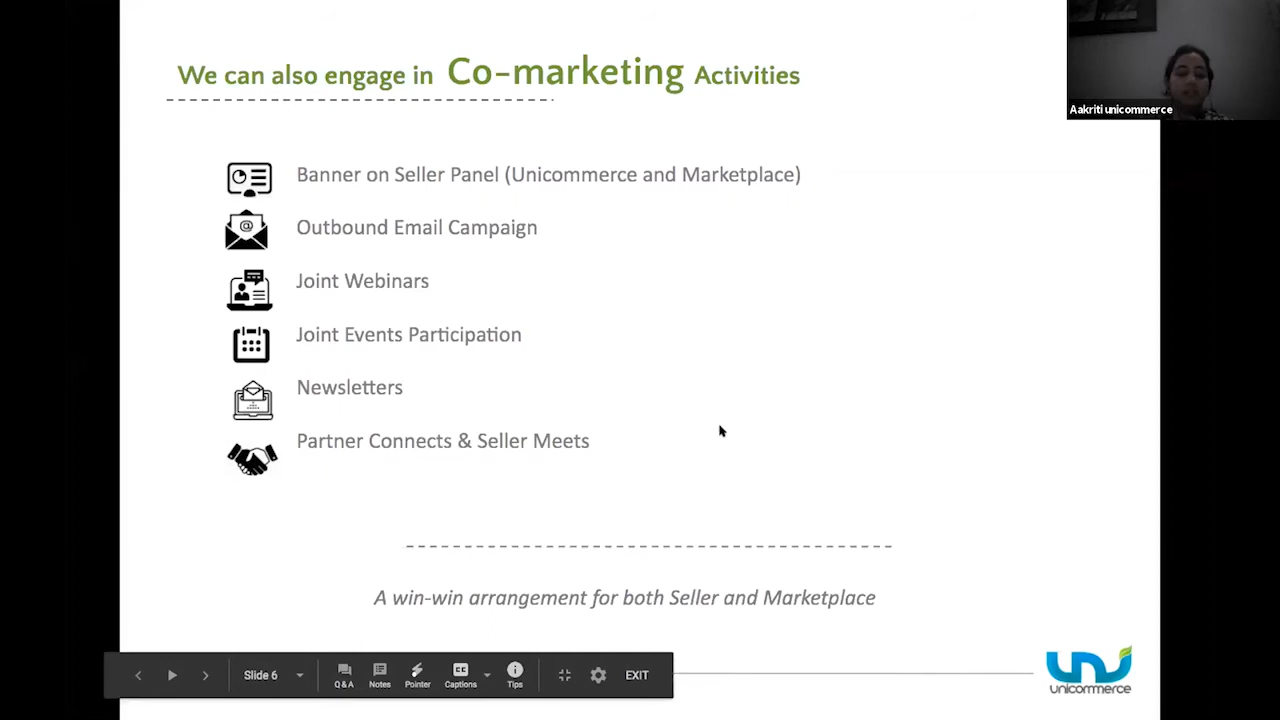 We can also engage in Co-marketing Activities
Aakriti unicommerce
Banner on Seller Panel (Unicommerce and Marketplace)
@
Outbound Email Campaign
Joint Webinars
Joint Events Participation
Newsletters
Partner Connects & Seller Meets
A win-win arrangement for both Seller and Marketplace
Slide 6
Q&A
Notes
Pointer
CC
Captions
Tips
EXIT
uni
unicommerce